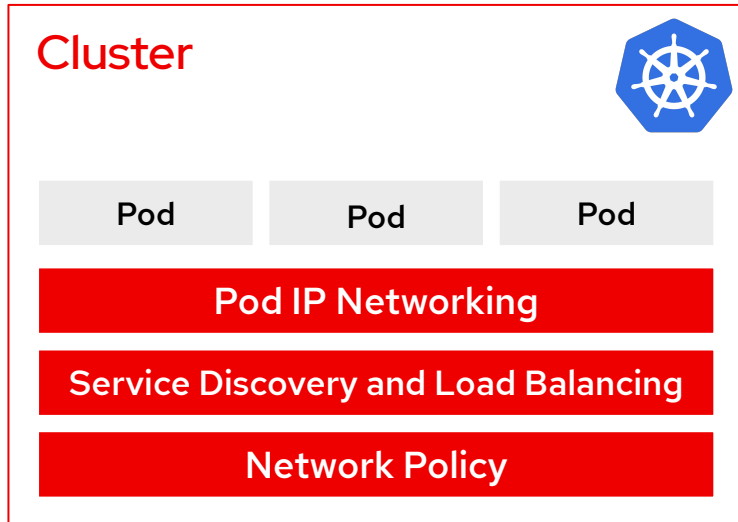 Cluster
Pod
Pod
Pod
Pod IP Networking
Service Discovery and Load Balancing
Network Policy